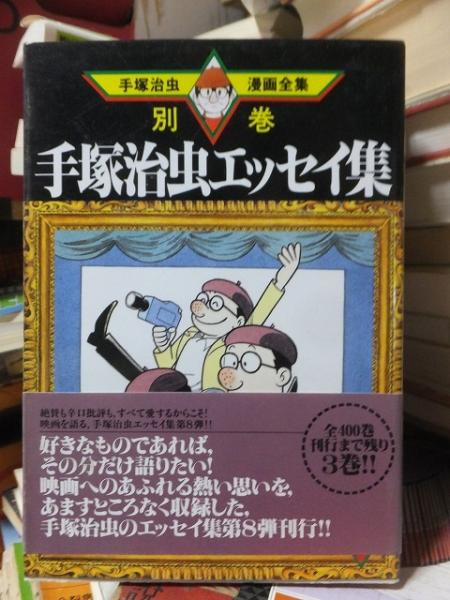 手塚治虫 漫画全集
別巻
手塚治虫エッセイ集
絶賛も辛口批評も、すべて愛するからこそ!
映画を語る、手塚治虫エッセイ集第8弾!!
好きなものであれば、
その分だけ語りたい!
映画へのあふれる熱い思いを、
あますところなく収録した、
手塚治虫のエッセイ集第8弾刊行!!
全400巻
刊行まで残り
3巻!!